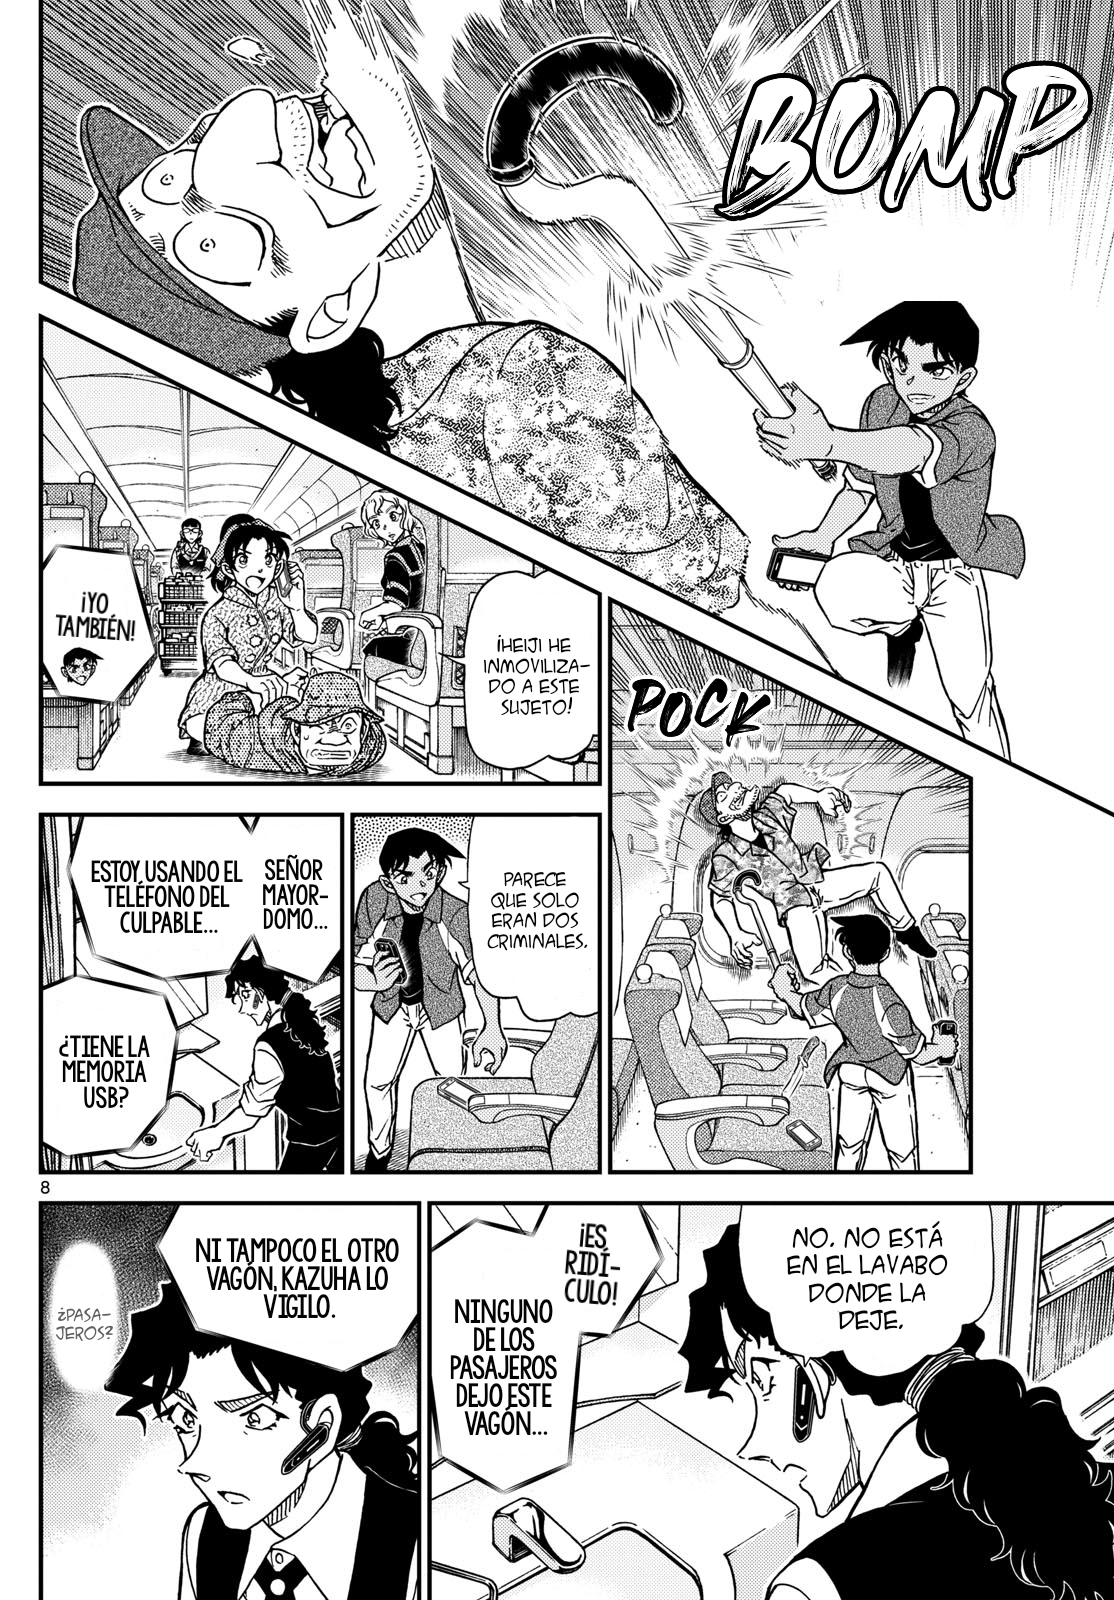 BOMP
¡HEIJI HE
INMOVILIZA-
DO A ESTE
SUJETO!
¡YO
TAMBIÉN!
POCK
PARECE
QUE SOLO
ERAN DOS
CRIMINALES.
SEÑOR
MAYOR-
DOMO...
ESTOY USANDO EL
TELÉFONO DEL
CULPABLE...
¿TIENE LA
MEMORIA
USB?
8
NO. NO ESTÁ
EN EL LAVABO
DONDE LA
DEJE.
¡ES
RIDÍ-
CULO!
NINGUNO
DE LOS
PASAJEROS
DEJO ESTE
VAGÓN...
NI TAMPOCO EL OTRO
VAGÓN, KAZUHA LO
VIGILO.
¿PASA-
JEROS?